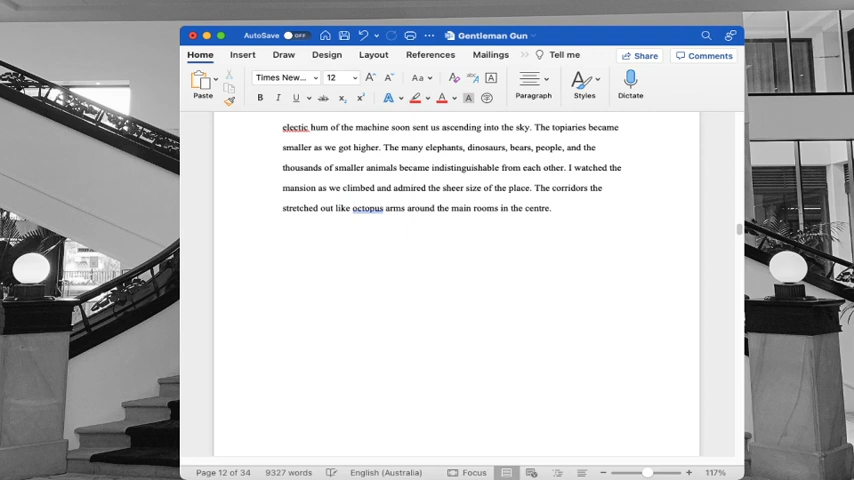 AutoSave OFF Gentleman Gun
Home Insert Draw Design Layout References Mailings Tell me Share Comments
Paste Times New... 12 Aa Paragraph Styles Dictate
B I U ab x2 x2 A A A
electic hum of the machine soon sent us ascending into the sky. The topiaries became
smaller as we got higher. The many elephants, dinosaurs, bears, people, and the
thousands of smaller animals became indistinguishable from each other. I watched the
mansion as we climbed and admired the sheer size of the place. The corridors the
stretched out like octopus arms around the main rooms in the centre.
Page 12 of 34 9327 words English (Australia) Focus 117%